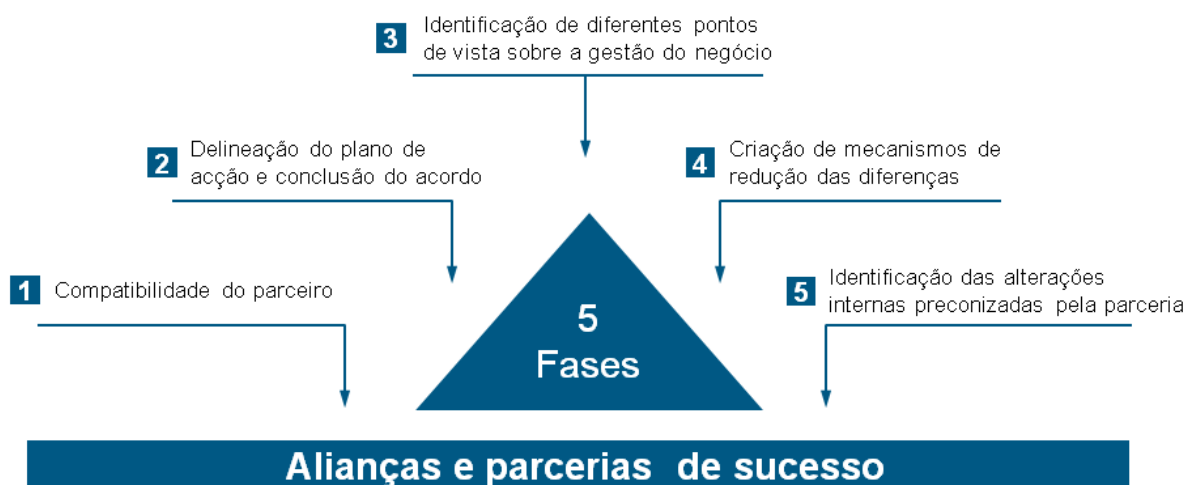 3
Identificação de diferentes pontos
de vista sobre a gestão do negócio
2
Delineação do plano de
acção e conclusão do acordo
4
Criação de mecanismos de
redução das diferenças
1
Compatibilidade do parceiro
5
Identificação das alterações
internas preconizadas pela parceria
5
Fases
Alianças e parcerias de sucesso